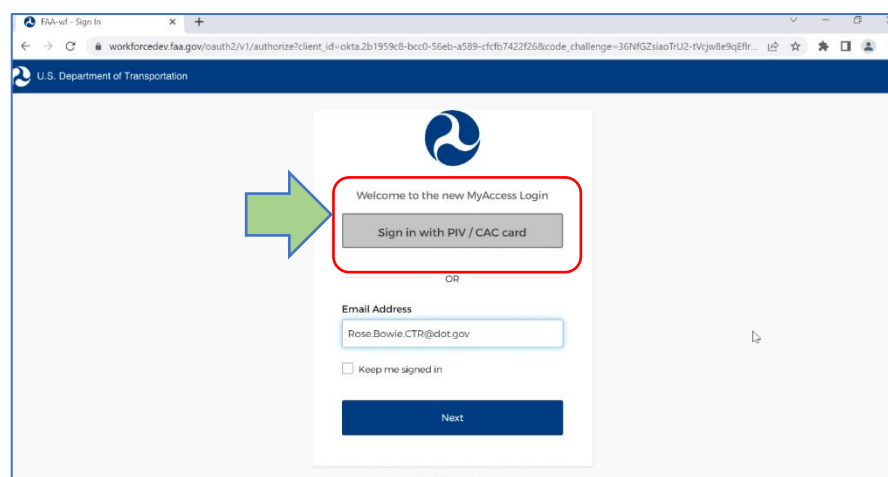 FAA-wf - Sign In
workforcedev.faa.gov/oauth2/v1/authorize?client_id=okta.2b1959c8-bcc0-56eb-a589-cfcfb7422f26&code_challenge=36NfGZsiaoTrU2-tVcjw8e9qEflr...
U.S. Department of Transportation
Welcome to the new MyAccess Login
Sign in with PIV / CAC card
OR
Email Address
Rose.Bowie.CTR@dot.gov
Keep me signed in
Next